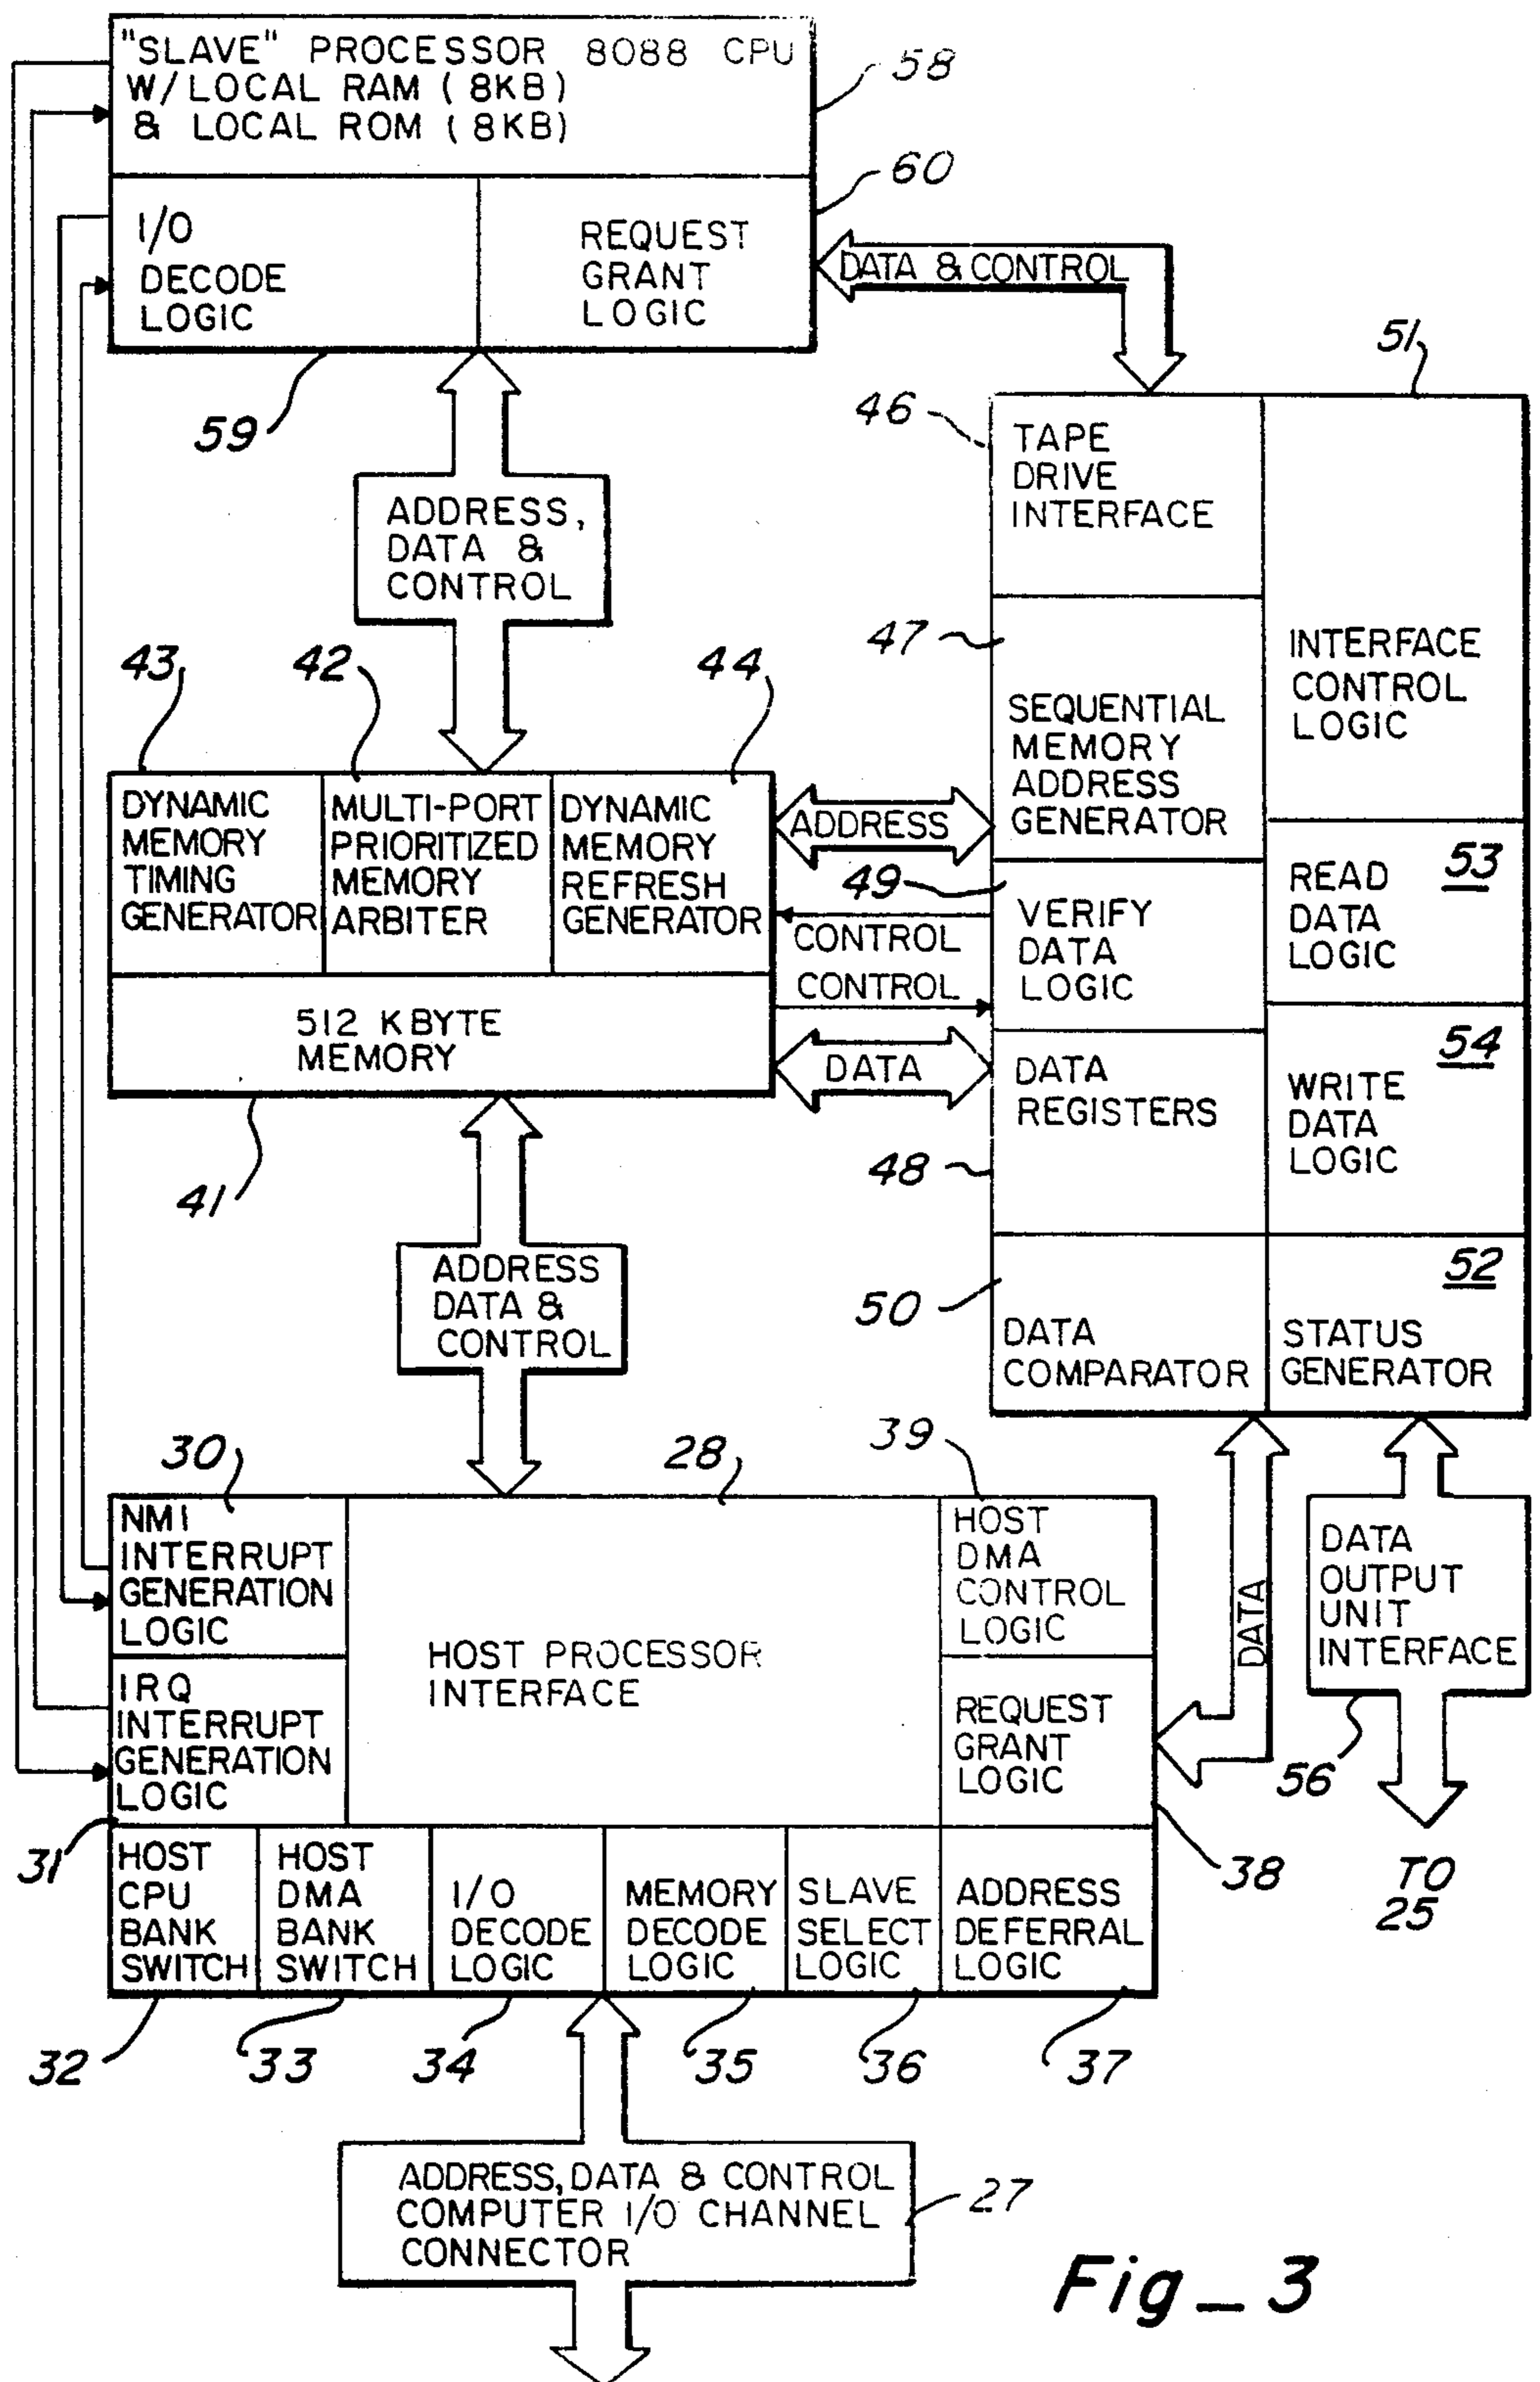 "SLAVE" PROCESSOR 8088 CPU
W/LOCAL RAM (8KB)
& LOCAL ROM (8KB)
58
60
I/O
DECODE
LOGIC
REQUEST
GRANT
LOGIC
59
DATA & CONTROL
ADDRESS,
DATA &
CONTROL
51
46
TAPE
DRIVE
INTERFACE
47
SEQUENTIAL
MEMORY
ADDRESS
GENERATOR
INTERFACE
CONTROL
LOGIC
43
42
44
DYNAMIC
MEMORY
TIMING
GENERATOR
MULTI-PORT
PRIORITIZED
MEMORY
ARBITER
DYNAMIC
MEMORY
REFRESH
GENERATOR
512 KBYTE
MEMORY
41
ADDRESS
CONTROL
CONTROL
DATA
49
VERIFY
DATA
LOGIC
READ
DATA
LOGIC
53
DATA
REGISTERS
48
54
WRITE
DATA
LOGIC
50
DATA
COMPARATOR
52
STATUS
GENERATOR
ADDRESS
DATA &
CONTROL
30
28
39
NMI
INTERRUPT
GENERATION
LOGIC
HOST PROCESSOR
INTERFACE
HOST
DMA
CONTROL
LOGIC
IRQ
INTERRUPT
GENERATION
LOGIC
REQUEST
GRANT
LOGIC
DATA
DATA
OUTPUT
UNIT
INTERFACE
56
TO
25
31
38
HOST
CPU
BANK
SWITCH
HOST
DMA
BANK
SWITCH
I/O
DECODE
LOGIC
MEMORY
DECODE
LOGIC
SLAVE
SELECT
LOGIC
ADDRESS
DEFERRAL
LOGIC
32
33
34
35
36
37
ADDRESS, DATA & CONTROL
COMPUTER I/O CHANNEL
CONNECTOR
27
Fig_3